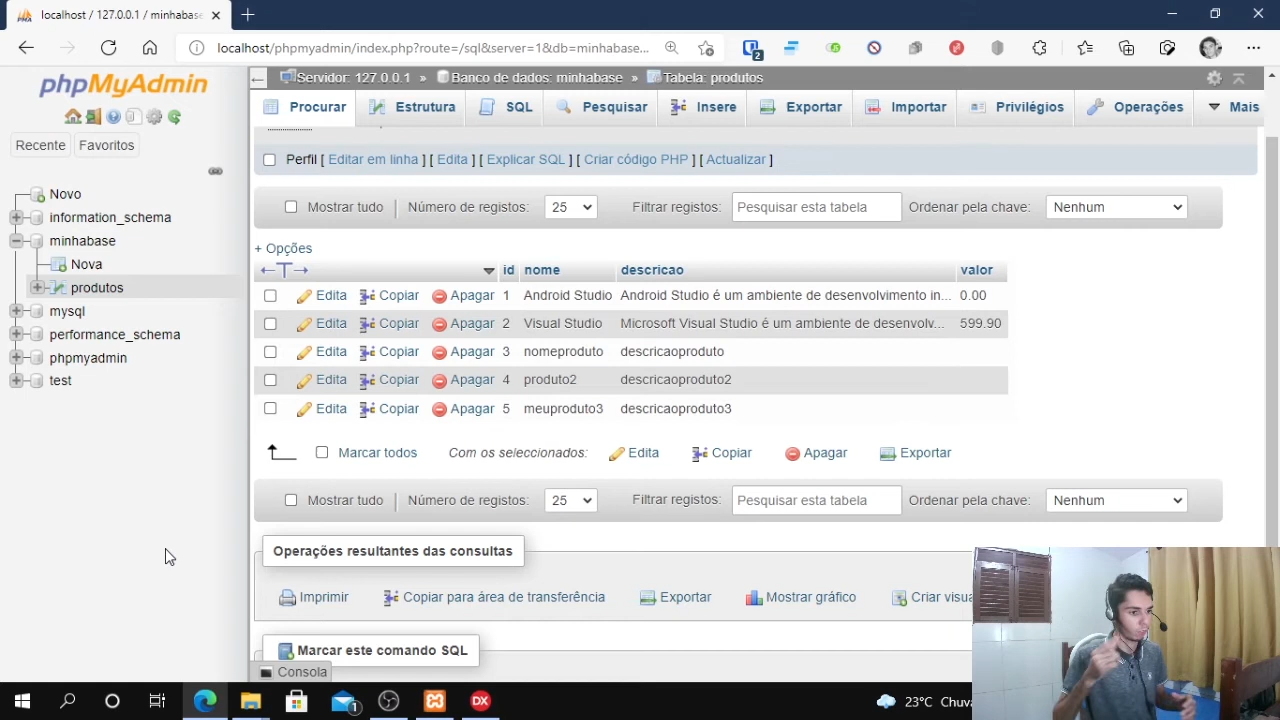 localhost / 127.0.0.1 / minhabase
localhost/phpmyadmin/index.php?route=/sql&server=1&db=minhabase...
2
phpMyAdmin
Recente Favoritos
Novo
information_schema
minhabase
Nova
produtos
mysql
performance_schema
phpmyadmin
test
Servidor: 127.0.0.1 » Banco de dados: minhabase » Tabela: produtos
Procurar Estrutura SQL Pesquisar Insere Exportar Importar Privilégios Operações Mais
Perfil [ Editar em linha ] [ Edita ] [ Explicar SQL ] [ Criar código PHP ] [ Actualizar ]
Mostrar tudo Número de registos: 25 Filtrar registos: Pesquisar esta tabela Ordenar pela chave: Nenhum
+ Opções
id nome descricao valor
Edita Copiar Apagar 1 Android Studio Android Studio é um ambiente de desenvolvimento in... 0.00
Edita Copiar Apagar 2 Visual Studio Microsoft Visual Studio é um ambiente de desenvolv... 599.90
Edita Copiar Apagar 3 nomeproduto descricaoproduto
Edita Copiar Apagar 4 produto2 descricaoproduto2
Edita Copiar Apagar 5 meuproduto3 descricaoproduto3
Marcar todos Com os seleccionados: Edita Copiar Apagar Exportar
Mostrar tudo Número de registos: 25 Filtrar registos: Pesquisar esta tabela Ordenar pela chave: Nenhum
Operações resultantes das consultas
Imprimir Copiar para área de transferência Exportar Mostrar gráfico Criar visua
Marcar este comando SQL
Consola
1 DX 23°C Chuva